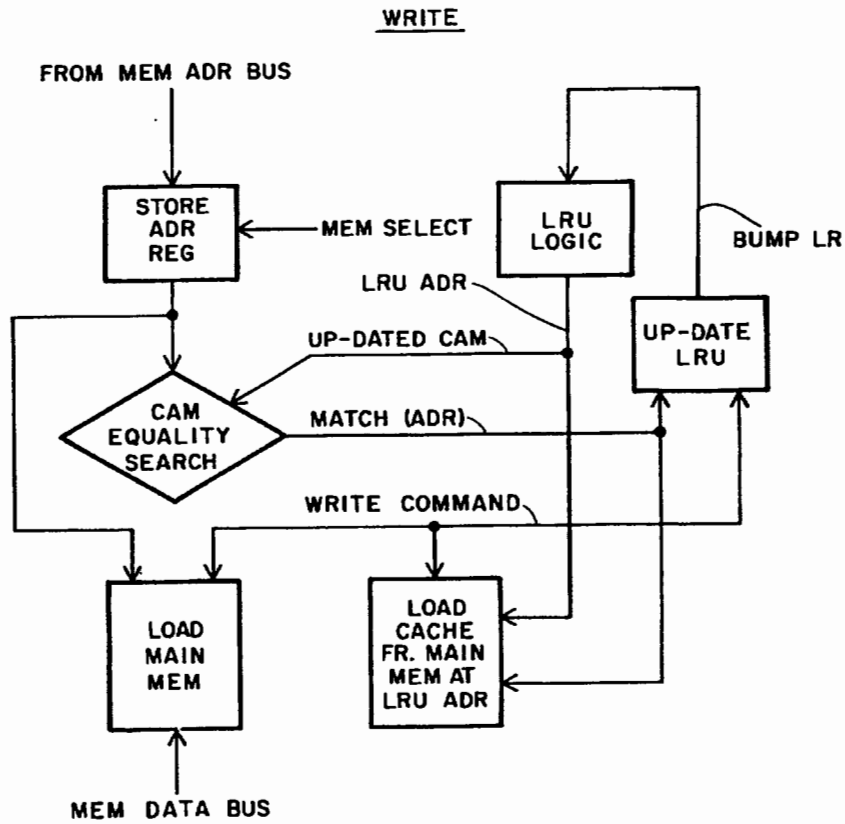 WRITE
FROM MEM ADR BUS
STORE
ADR
REG
MEM SELECT
LRU
LOGIC
BUMP LR
LRU ADR
UP-DATED CAM
UP-DATE
LRU
CAM
EQUALITY
SEARCH
MATCH (ADR)
WRITE COMMAND
LOAD
MAIN
MEM
LOAD
CACHE
FR. MAIN
MEM AT
LRU ADR
MEM DATA BUS